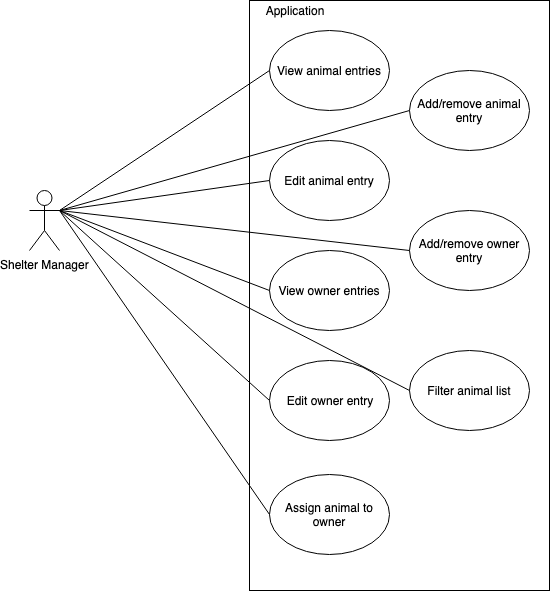 Application
View animal entries
Add/remove animal
entry
Edit animal entry
Add/remove owner
entry
Shelter Manager
View owner entries
Filter animal list
Edit owner entry
Assign animal to
owner